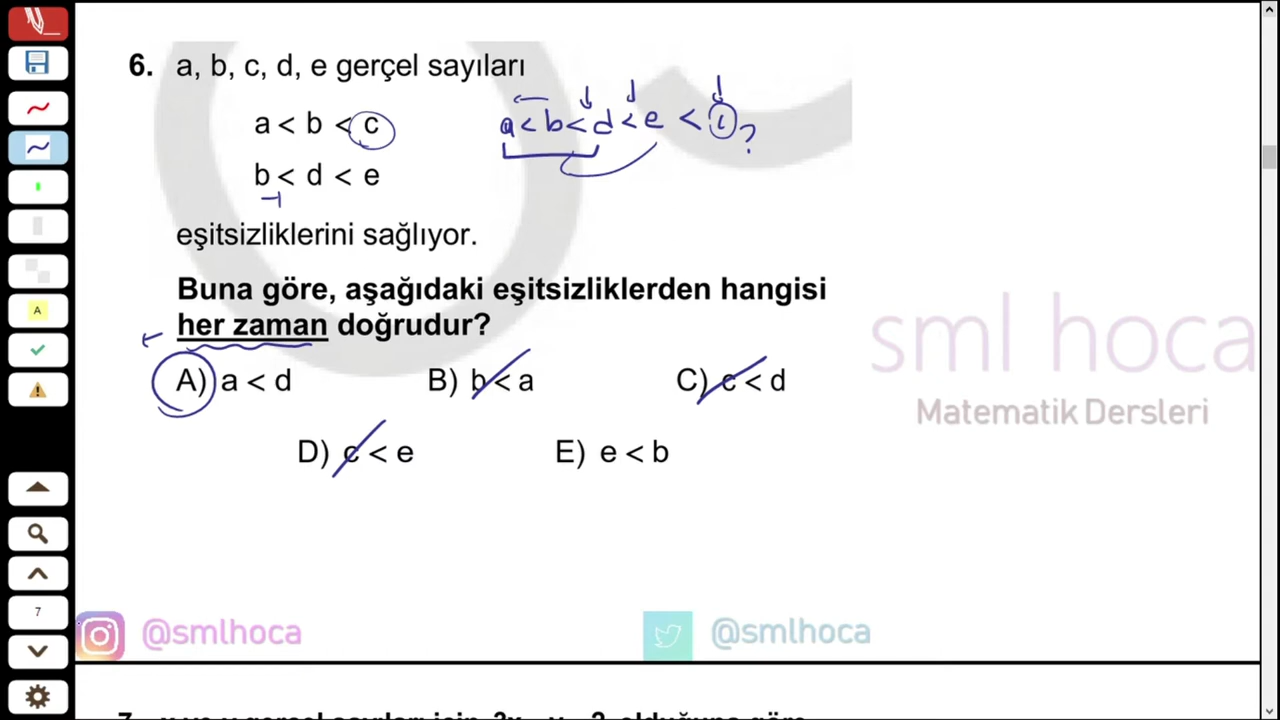 6. a, b, c, d, e gerçel sayıları
a < b < c
a < b < d < e < c ?
b < d < e
eşitsizliklerini sağlıyor.
Buna göre, aşağıdaki eşitsizliklerden hangisi
her zaman doğrudur?
A) a < d B) b < a C) c < d
D) c < e E) e < b
sml hoca
Matematik Dersleri
A
7
@smlhoca @smlhoca